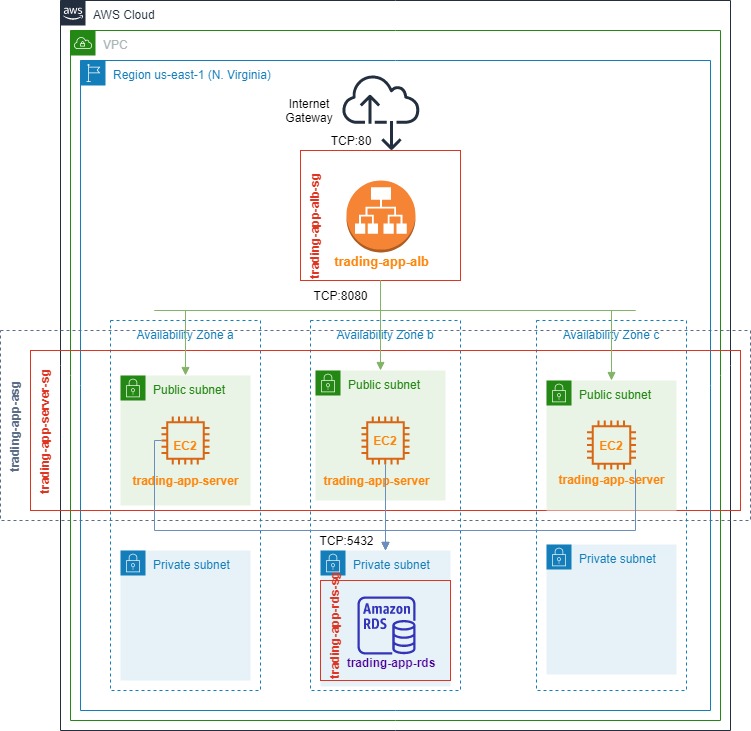 aws
AWS Cloud
VPC
Region us-east-1 (N. Virginia)
Internet
Gateway
TCP:80
trading-app-alb-sg
trading-app-alb
TCP:8080
Availability Zone a
Availability Zone b
Availability Zone c
trading-app-asg
trading-app-server-sg
Public subnet
Public subnet
Public subnet
EC2
EC2
EC2
trading-app-server
trading-app-server
trading-app-server
TCP:5432
Private subnet
Private subnet
Private subnet
trading-app-rds-sg
Amazon
RDS
trading-app-rds